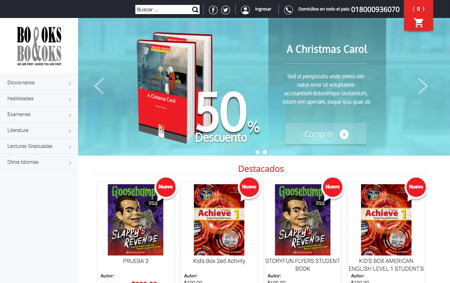 Buscar ...
Ingresar
Domicilios en todo el país: 018000936070
( 0 )
BOOKS
BO&OKS
Diccionarios
Habilidades
Examenes
Literatura
Lecturas Graduadas
Otros Idiomas
A Christmas Carol
A Christmas Carol
Sed ut perspiciatis unde omnis iste
natus error sit voluptatem
accusantium doloremque laudantium,
totam rem aperiam, eaque ipsa quae ab
50%
Descuento
Comprar
Destacados
Nuevo
Nuevo
Nuevo
Nuevo
Goosebumps
SLAPPY'S
REVENGE
Achieve 1
Goosebumps
SLAPPY'S
REVENGE
Achieve 1
PRUEBA 3
Kid's Box 2ed Activity
STORYFUN FLYERS STUDENT
BOOK
KID'S BOX AMERICAN
ENGLISH LEVEL 1 STUDENT'S
Autor:
Autor:
Autor:
Autor: